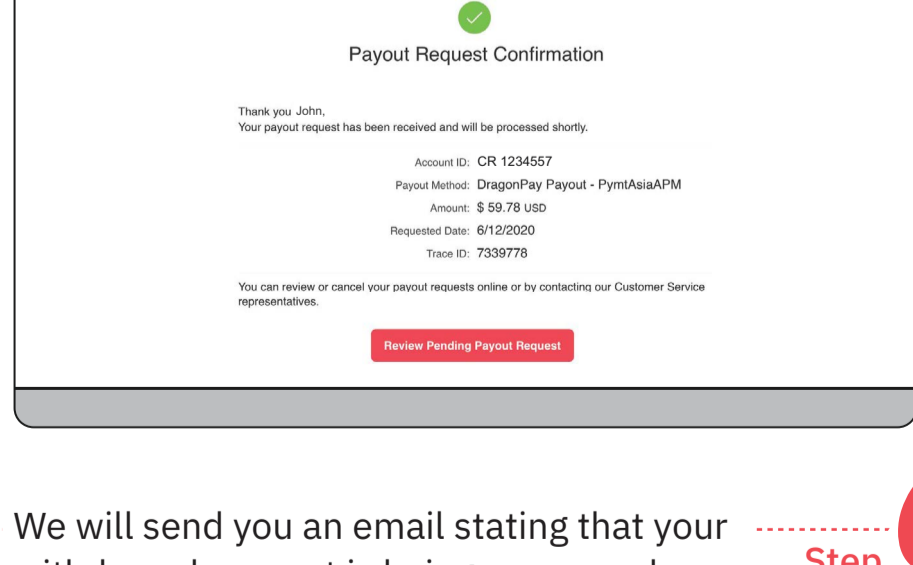 Payout Request Confirmation
Thank you John,
Your payout request has been received and will be processed shortly.
Account ID: CR 1234557
Payout Method: DragonPay Payout - PymtAsiaAPM
Amount: $ 59.78 USD
Requested Date: 6/12/2020
Trace ID: 7339778
You can review or cancel your payout requests online or by contacting our Customer Service
representatives.
Review Pending Payout Request
We will send you an email stating that your
Step